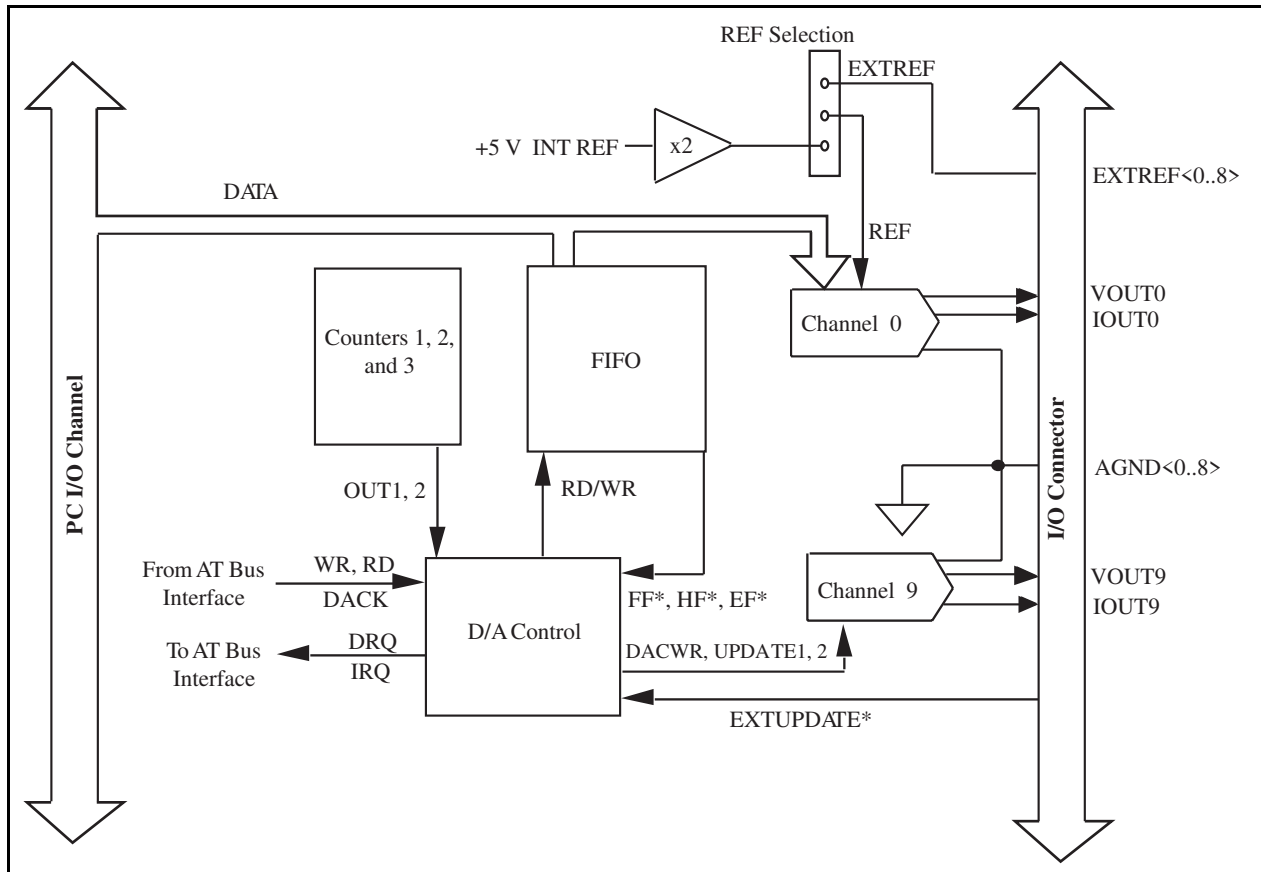 REF Selection
EXTREF
+5 V INT REF
x2
EXTREF<0..8>
DATA
REF
VOUT0
IOUT0
Channel 0
Counters 1, 2,
and 3
FIFO
PC I/O Channel
I/O Connector
AGND<0..8>
OUT1, 2
RD/WR
From AT Bus
Interface
WR, RD
DACK
FF*, HF*, EF*
Channel 9
VOUT9
IOUT9
D/A Control
To AT Bus
Interface
DRQ
IRQ
DACWR, UPDATE1, 2
EXTUPDATE*